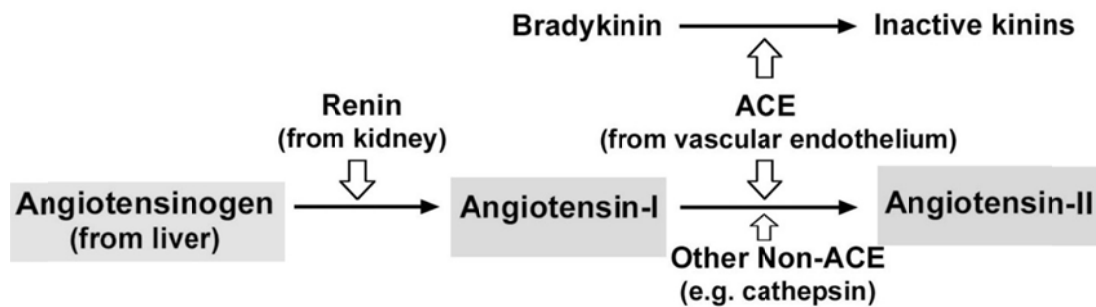 Bradykinin
Inactive kinins
Renin
(from kidney)
ACE
(from vascular endothelium)
Angiotensinogen
(from liver)
Angiotensin-I
Angiotensin-II
Other Non-ACE
(e.g. cathepsin)